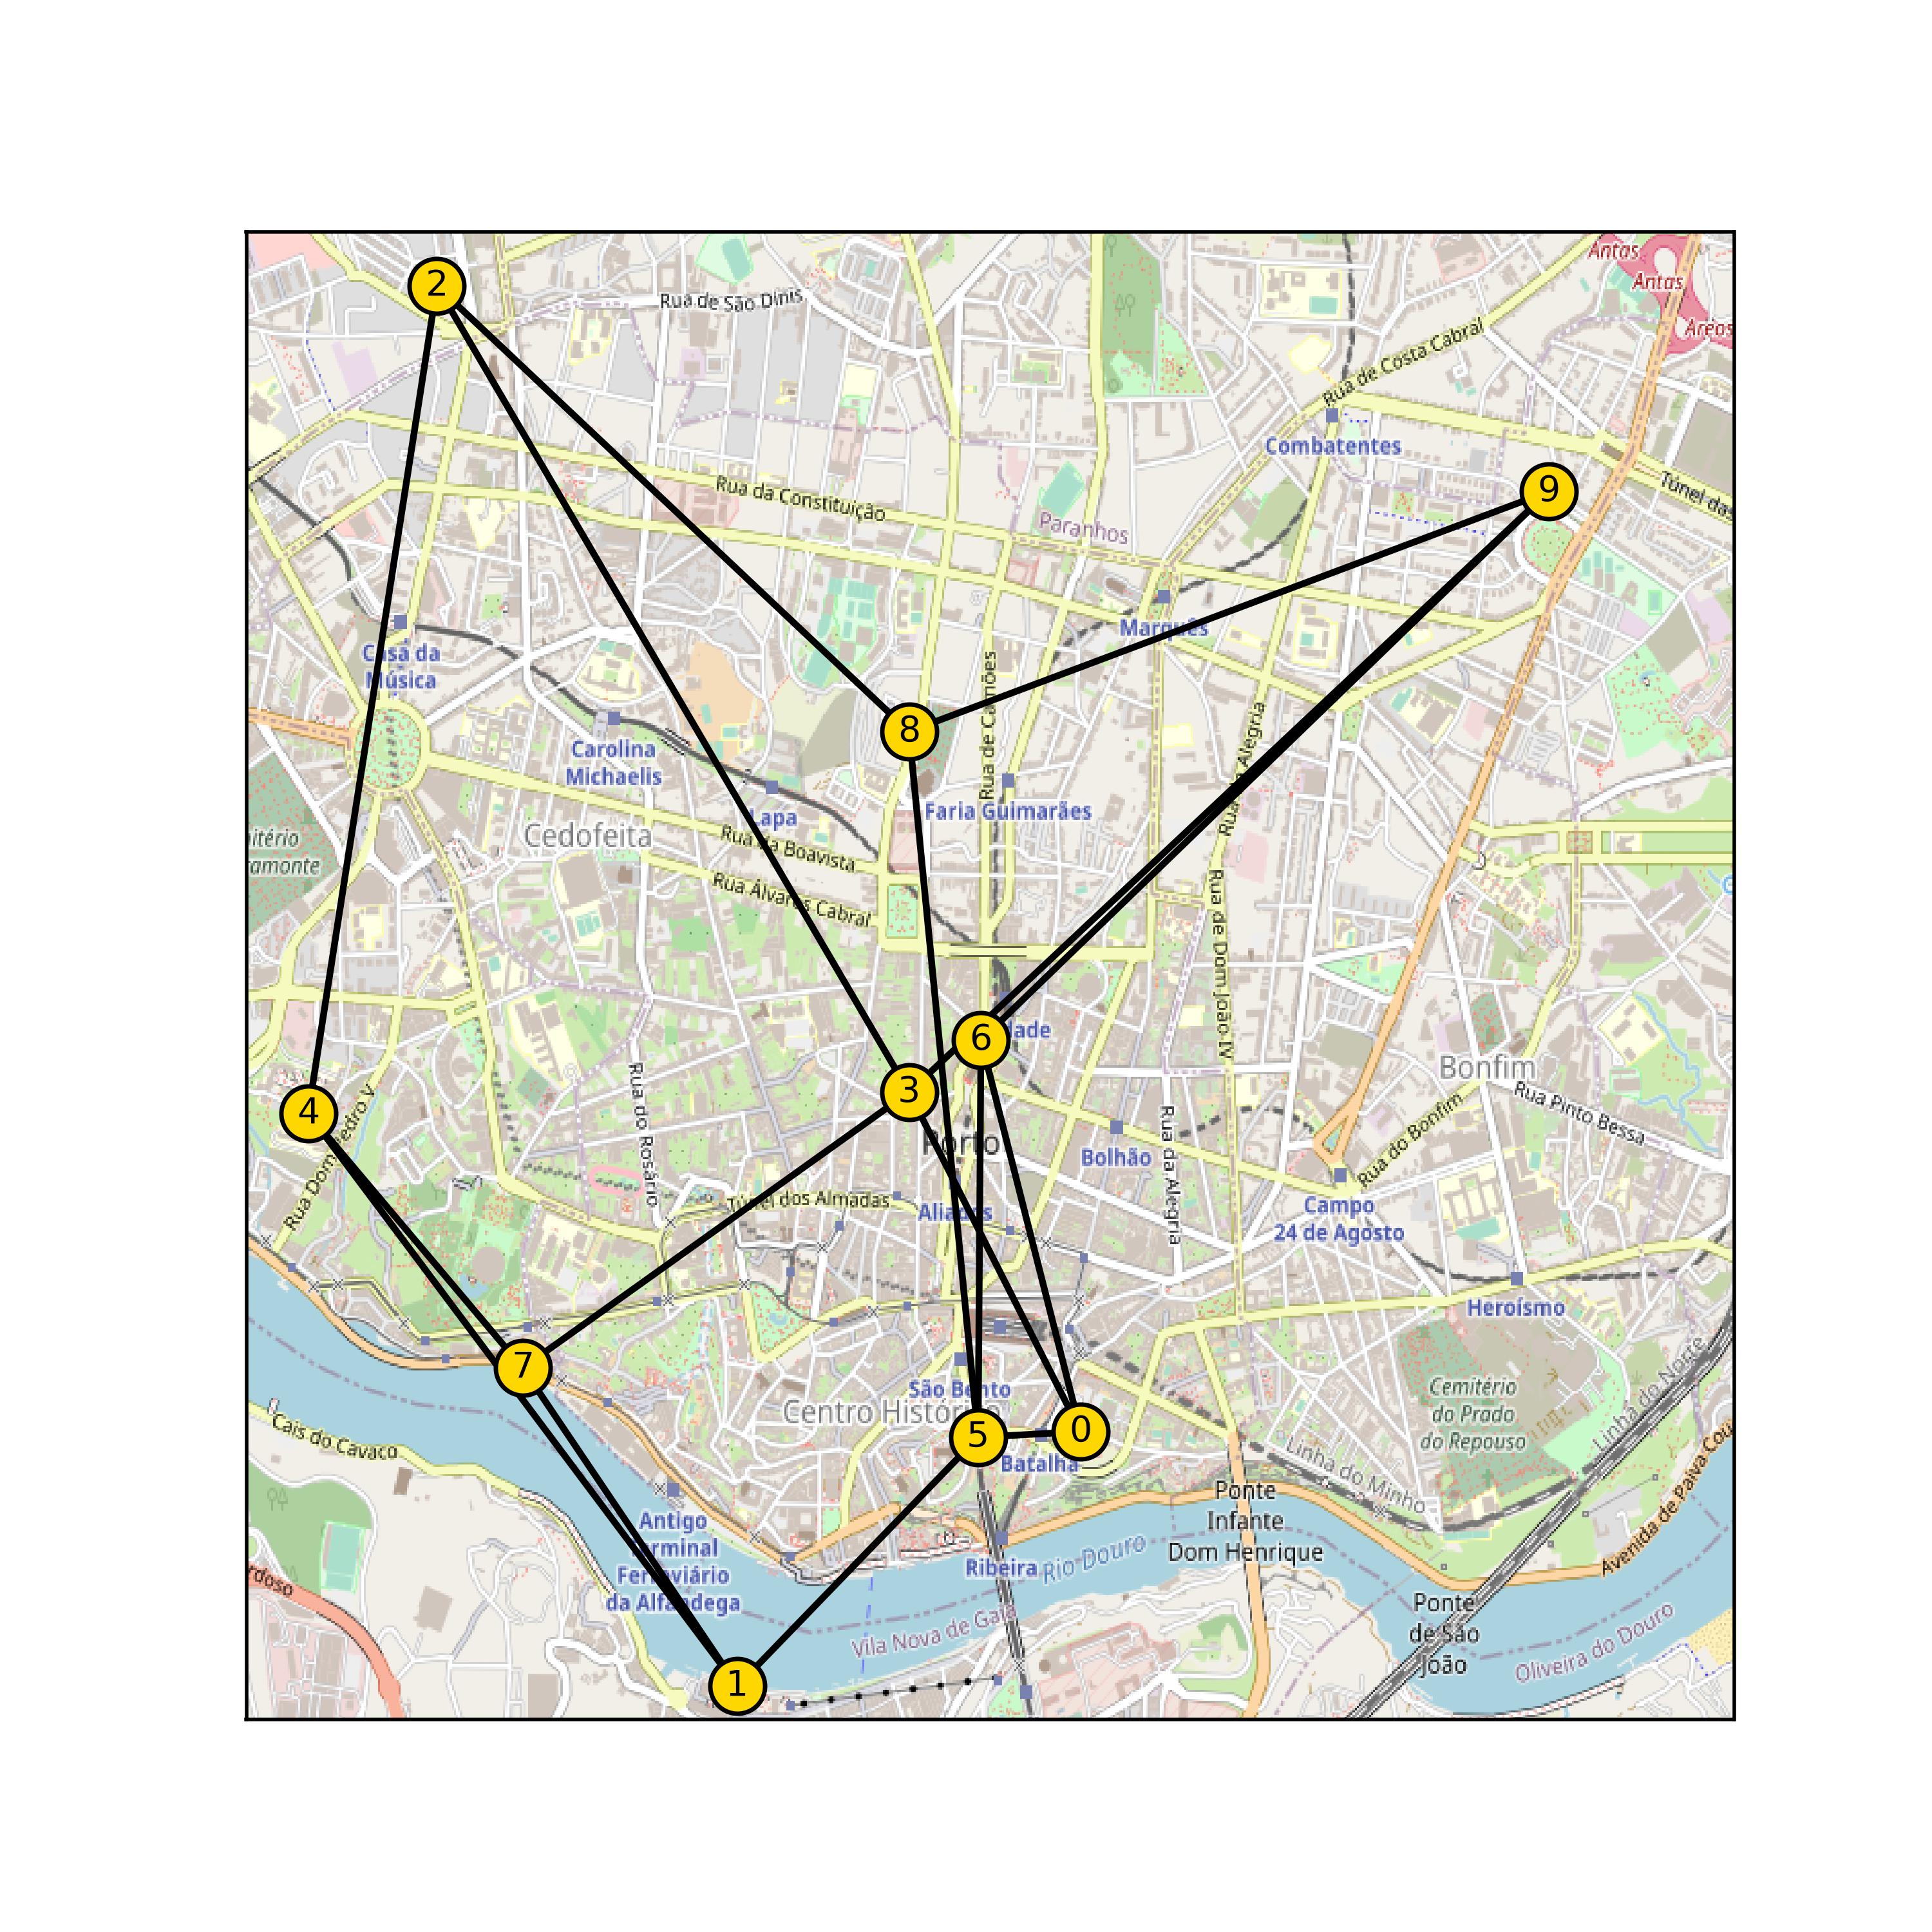 Antas
Antas
2
Rua de São Dinis
Areos
Rua de Costa Cabral
Combatentes
9
Rua da Constituição
Túnel das
Paranhos
Marquês
Casa da
Música
8
Rua de Camões
Rua da Alegria
Carolina
Michaelis
Lapa
Faria Guimarães
Cedofeita
Rua da Boavista
itério
ramonte
Rua Álvares Cabral
Rua de Dom João IV
6
dade
Bonfim
3
4
Rua Dom Pedro V
Rua do Rosário
Porto
Bolhão
Rua da Alegria
Rua do Bonfim
Rua Pinto Bessa
Túnel dos Almadas
Aliados
Campo
24 de Agosto
Heroísmo
7
São Bento
Centro Histórico
5
0
Batalha
Cemitério
do Prado
do Repouso
Linha do Norte
Cais do Cavaco
Linha do Minho
Avenida de Paiva Cou
Ponte
Infante
Dom Henrique
Antigo
Terminal
Ferroviário
da Alfândega
Ribeira
Rio Douro
rdoso
Vila Nova de Gaia
Ponte
de São
João
Oliveira do Douro
1